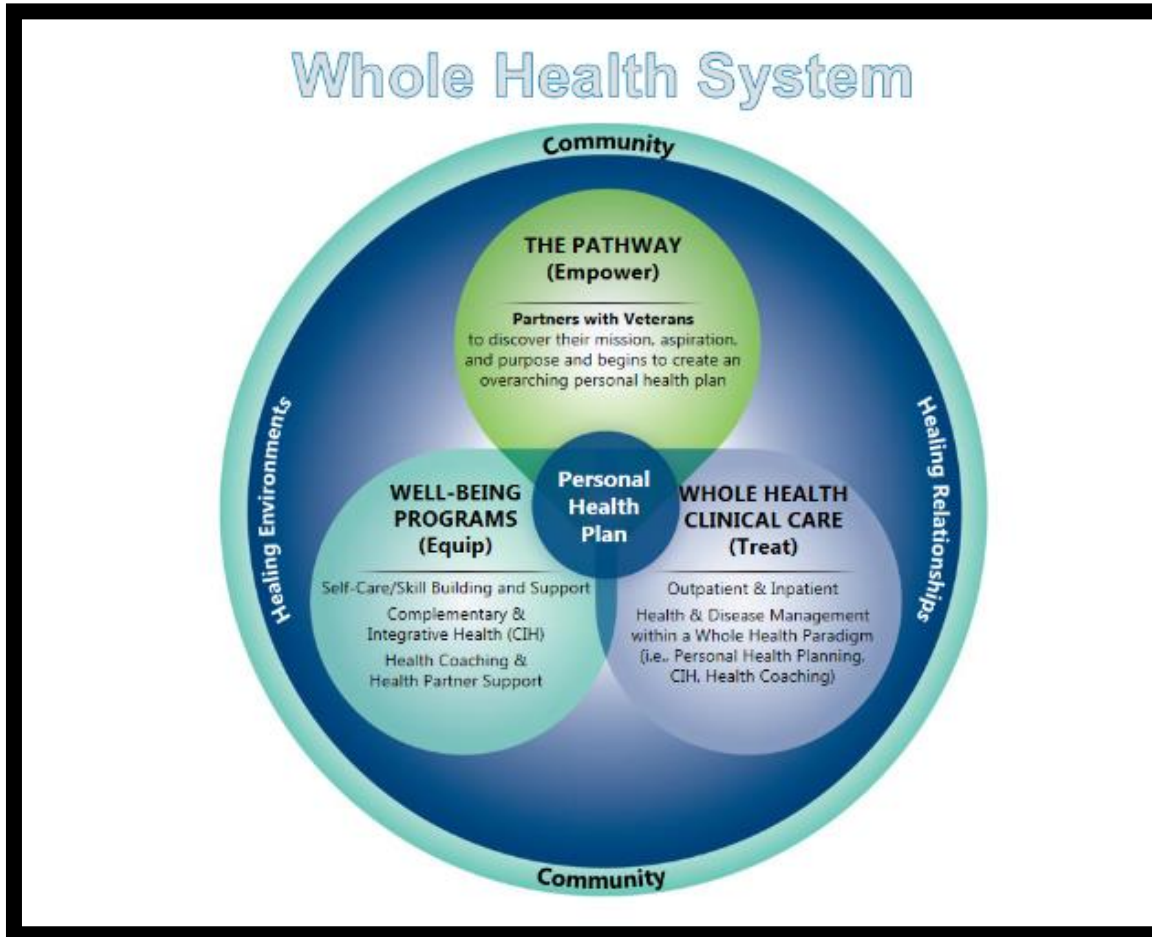 Whole Health System
Community
THE PATHWAY
(Empower)
Partners with Veterans
to discover their mission, aspiration,
and purpose and begins to create an
overarching personal health plan
Healing Environments
Healing Relationships
Personal
Health
Plan
WELL-BEING
PROGRAMS
(Equip)
Self-Care/Skill Building and Support
Complementary &
Integrative Health (CIH)
Health Coaching &
Health Partner Support
WHOLE HEALTH
CLINICAL CARE
(Treat)
Outpatient & Inpatient
Health & Disease Management
within a Whole Health Paradigm
(i.e., Personal Health Planning,
CIH, Health Coaching)
Community